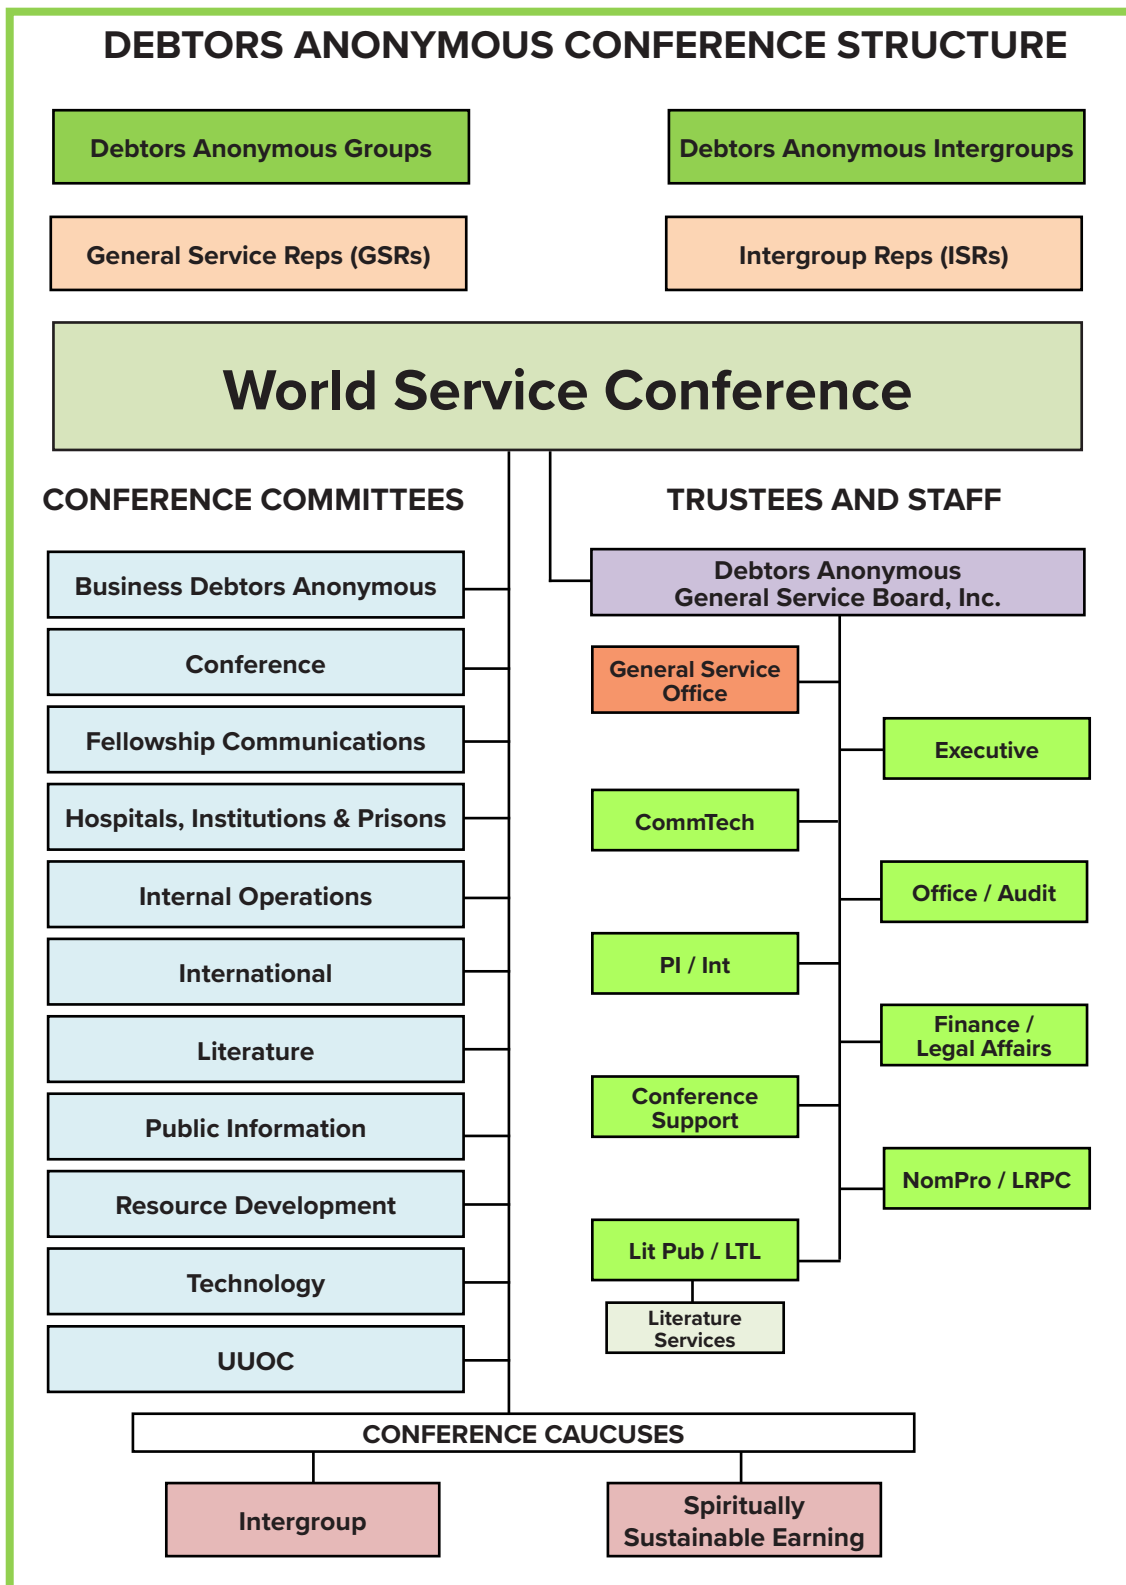 DEBTORS ANONYMOUS CONFERENCE STRUCTURE
Debtors Anonymous Groups
Debtors Anonymous Intergroups
General Service Reps (GSRs)
Intergroup Reps (ISRs)
World Service Conference
CONFERENCE COMMITTEES
Business Debtors Anonymous
Conference
Fellowship Communications
Hospitals, Institutions & Prisons
Internal Operations
International
Literature
Public Information
Resource Development
Technology
UUOC
TRUSTEES AND STAFF
Debtors Anonymous
General Service Board, Inc.
General Service
Office
Executive
CommTech
Office / Audit
PI / Int
Finance /
Legal Affairs
Conference
Support
NomPro / LRPC
Lit Pub / LTL
Literature
Services
CONFERENCE CAUCUSES
Intergroup
Spiritually
Sustainable Earning